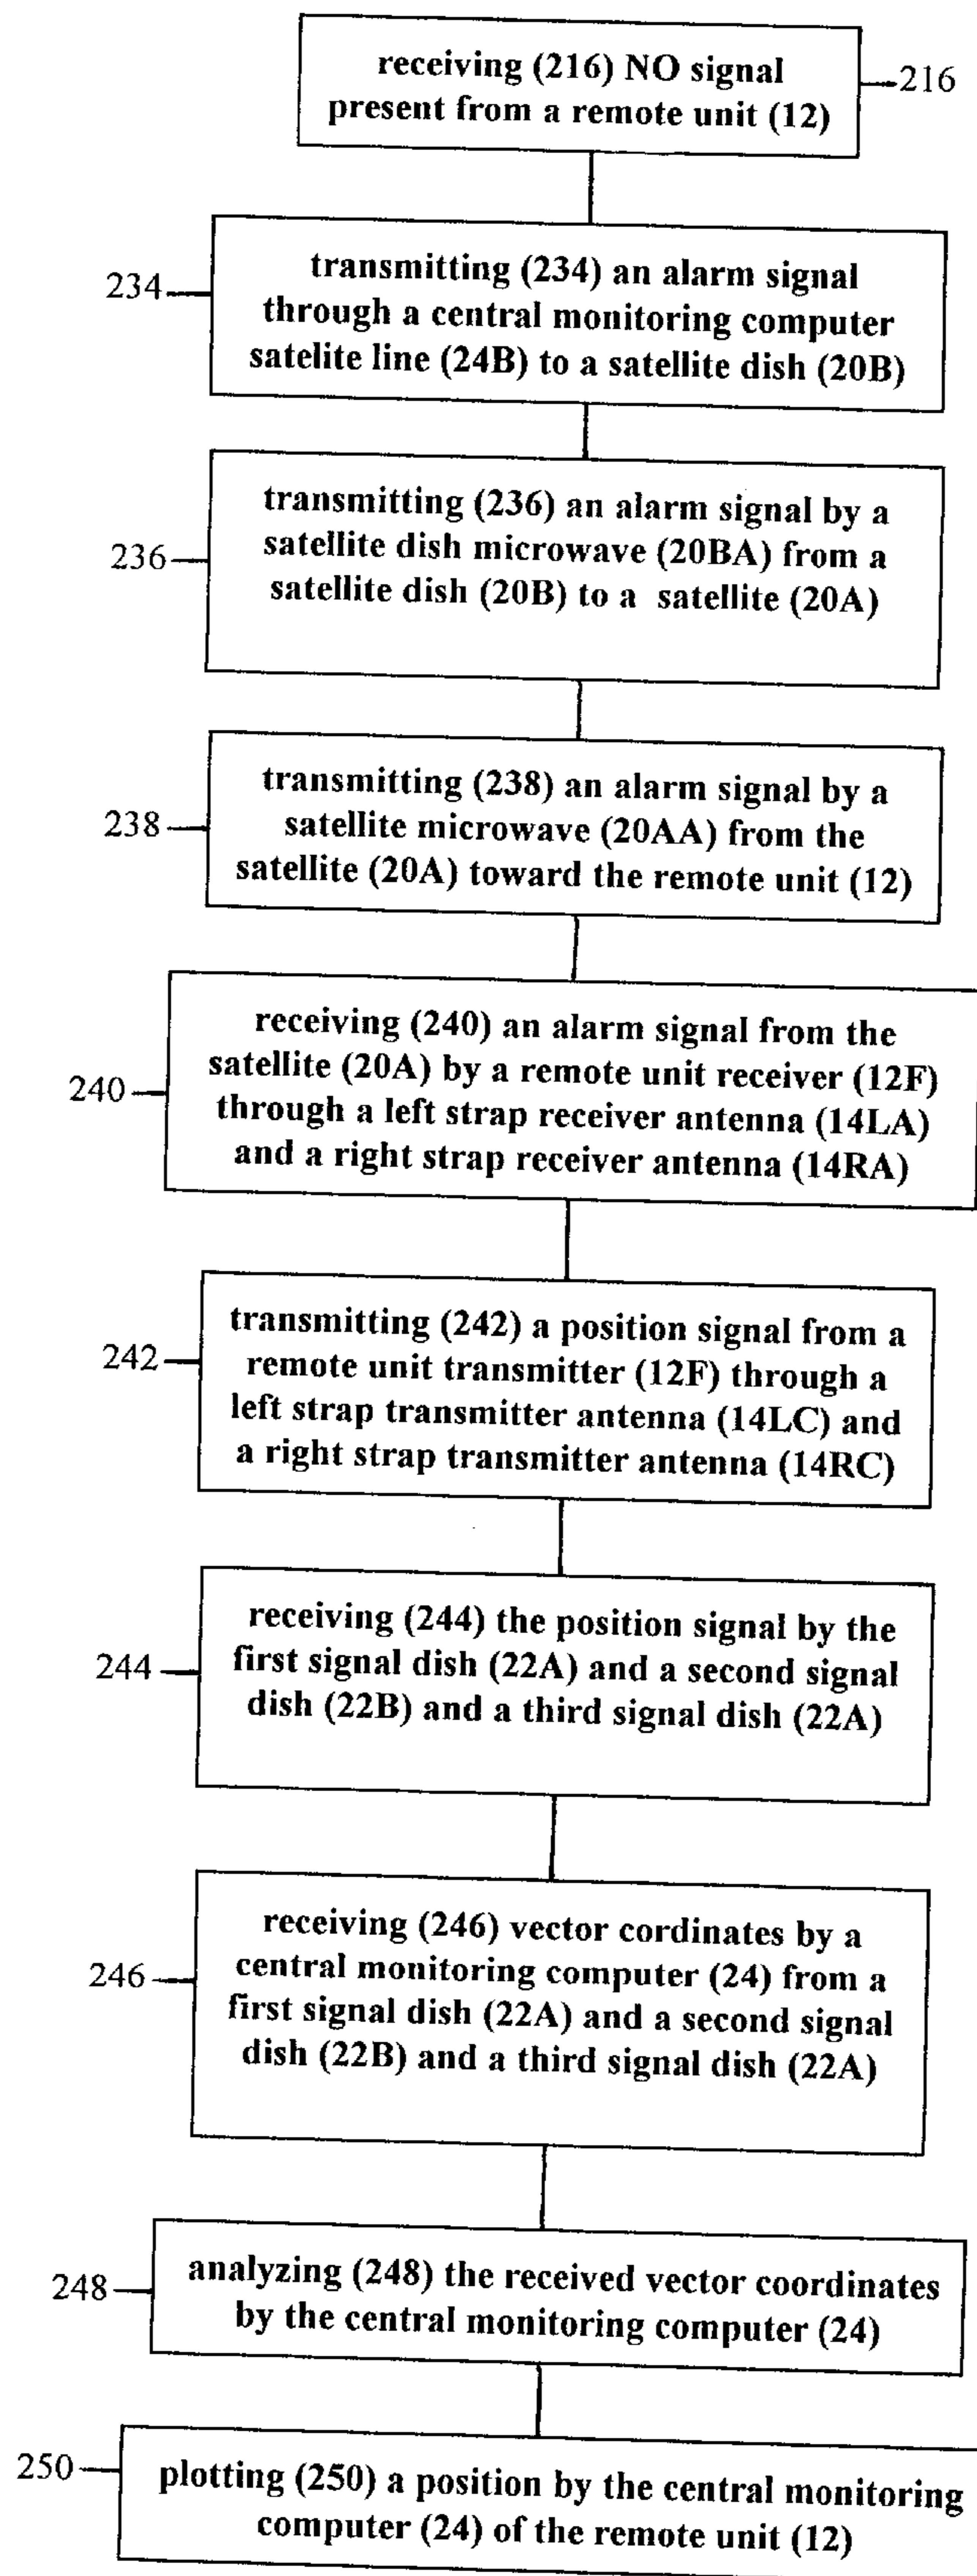 receiving (216) NO signal
present from a remote unit (12)
216
234
transmitting (234) an alarm signal
through a central monitoring computer
satelite line (24B) to a satellite dish (20B)
236
transmitting (236) an alarm signal by a
satellite dish microwave (20BA) from a
satellite dish (20B) to a satellite (20A)
238
transmitting (238) an alarm signal by a
satellite microwave (20AA) from the
satellite (20A) toward the remote unit (12)
240
receiving (240) an alarm signal from the
satellite (20A) by a remote unit receiver (12F)
through a left strap receiver antenna (14LA)
and a right strap receiver antenna (14RA)
242
transmitting (242) a position signal from a
remote unit transmitter (12F) through a
left strap transmitter antenna (14LC) and
a right strap transmitter antenna (14RC)
244
receiving (244) the position signal by the
first signal dish (22A) and a second signal
dish (22B) and a third signal dish (22A)
246
receiving (246) vector cordinates by a
central monitoring computer (24) from a
first signal dish (22A) and a second signal
dish (22B) and a third signal dish (22A)
248
analyzing (248) the received vector coordinates
by the central monitoring computer (24)
250
plotting (250) a position by the central monitoring
computer (24) of the remote unit (12)